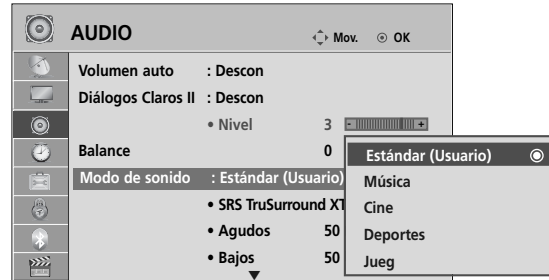 AUDIO
Mov. OK
Volumen auto : Descon
Diálogos Claros II : Descon
• Nivel 3 - +
Balance 0
Modo de sonido : Estándar (Usuario)
• SRS TruSurround XT
• Agudos 50
• Bajos 50
Estándar (Usuario)
Música
Cine
Deportes
Jueg